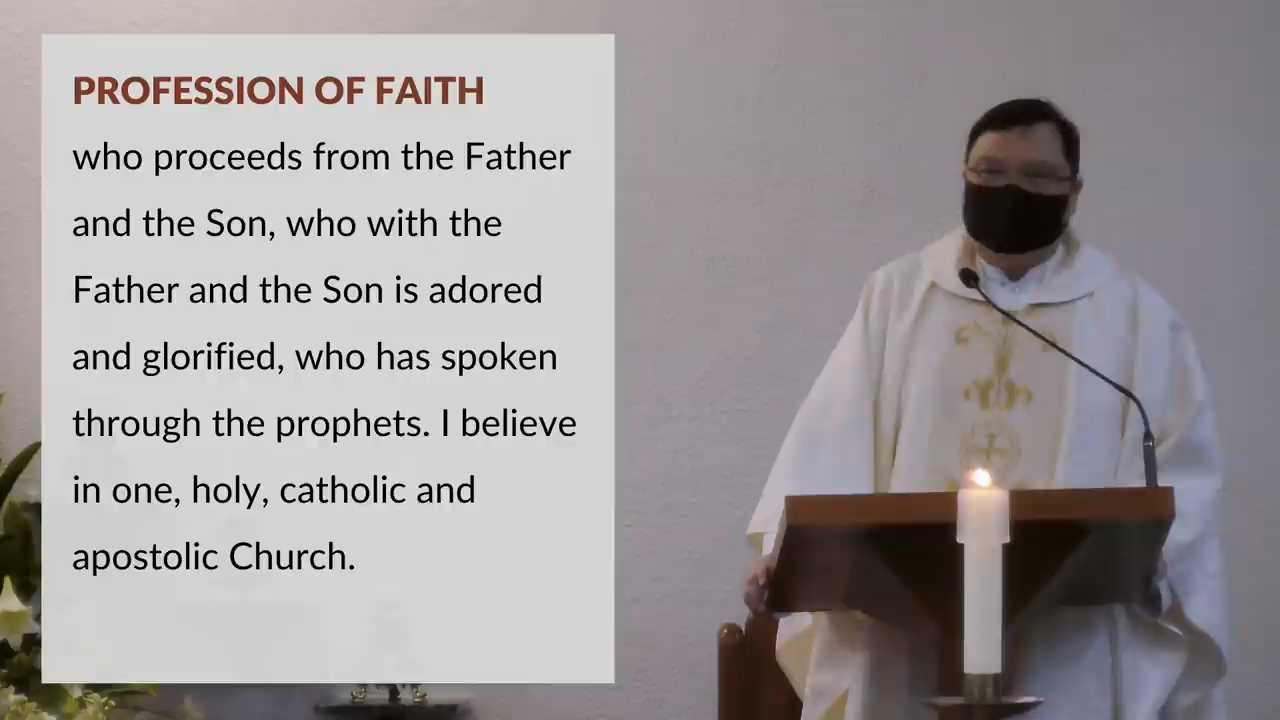 PROFESSION OF FAITH
who proceeds from the Father
and the Son, who with the
Father and the Son is adored
and glorified, who has spoken
through the prophets. I believe
in one, holy, catholic and
apostolic Church.